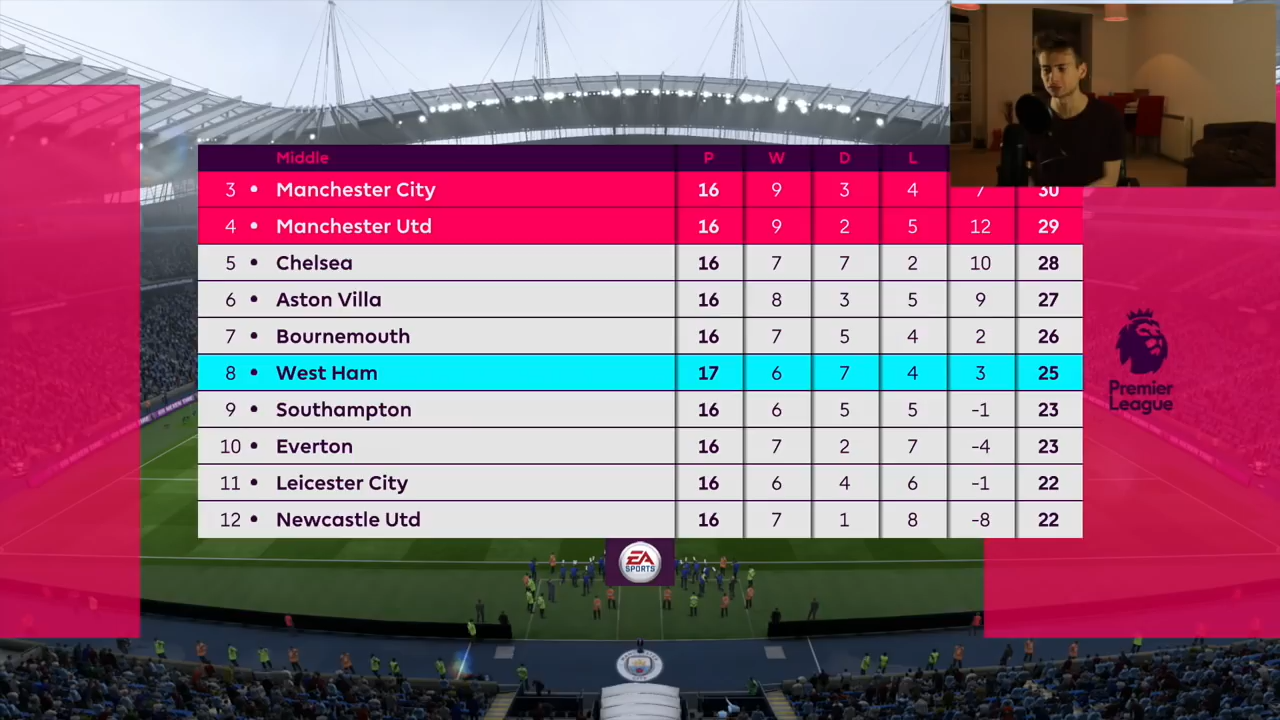 Middle P W D L
3 • Manchester City 16 9 3 4 7 30
4 • Manchester Utd 16 9 2 5 12 29
5 • Chelsea 16 7 7 2 10 28
6 • Aston Villa 16 8 3 5 9 27
7 • Bournemouth 16 7 5 4 2 26
8 • West Ham 17 6 7 4 3 25
9 • Southampton 16 6 5 5 -1 23
10 • Everton 16 7 2 7 -4 23
11 • Leicester City 16 6 4 6 -1 22
12 • Newcastle Utd 16 7 1 8 -8 22
Premier
League
EA
SPORTS